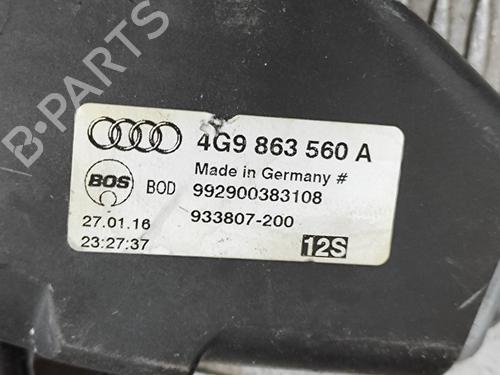 B-PARTS
4G9 863 560 A
Made in Germany #
BOS BOD 992900383108
27.01.16 933807-200
23:27:37 12S